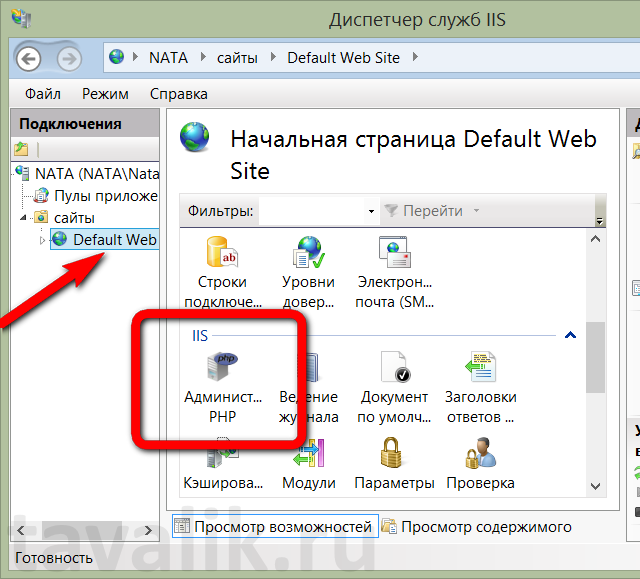 Диспетчер служб IIS
NATA сайты Default Web Site
Файл Режим Справка
Подключения
NATA (NATA\Nata
Пулы приложе
сайты
Default Web
Начальная страница Default Web
Site
Фильтры: Перейти
Строки
подключе...
Уровни
довер...
Электрон...
почта (SM...
IIS
php
Админист...
PHP
Ведение
журнала
Документ
по умолч...
Заголовки
ответов ...
Кэширова...
Модули
Параметры
Проверка
Просмотр возможностей Просмотр содержимого
tavalik.ru
Готовность